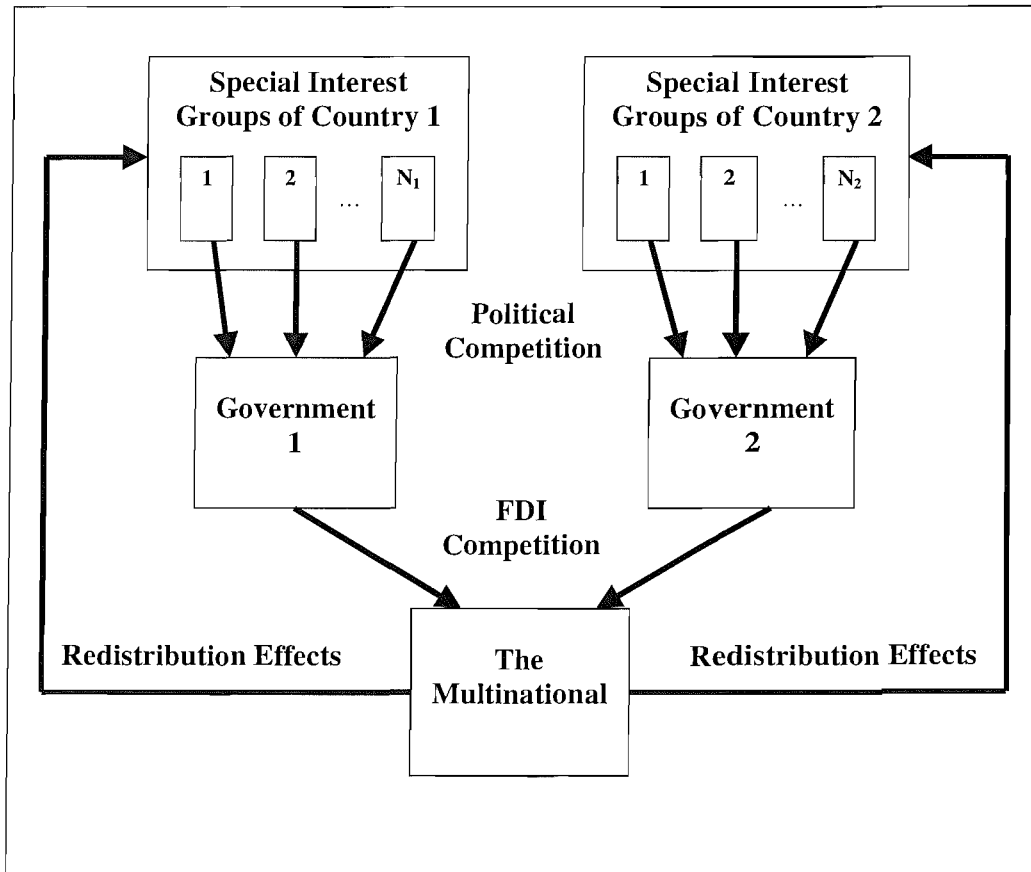 Special Interest
Groups of Country 1
1
2
...
N₁
Special Interest
Groups of Country 2
1
2
...
N₂
Political
Competition
Government
1
Government
2
FDI
Competition
Redistribution Effects
The
Multinational
Redistribution Effects